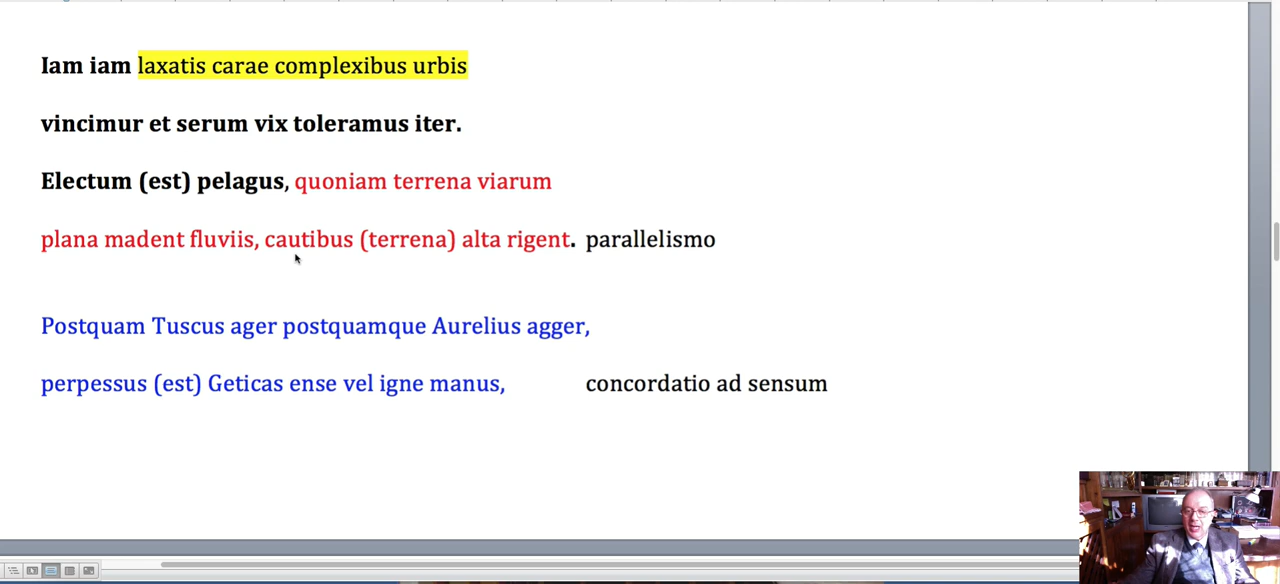 Iam iam laxatis carae complexibus urbis
vincimur et serum vix toleramus iter.
Electum (est) pelagus, quoniam terrena viarum
plana madent fluviis, cautibus (terrena) alta rigent. parallelismo
Postquam Tuscus ager postquamque Aurelius agger,
perpessus (est) Geticas ense vel igne manus, concordatio ad sensum